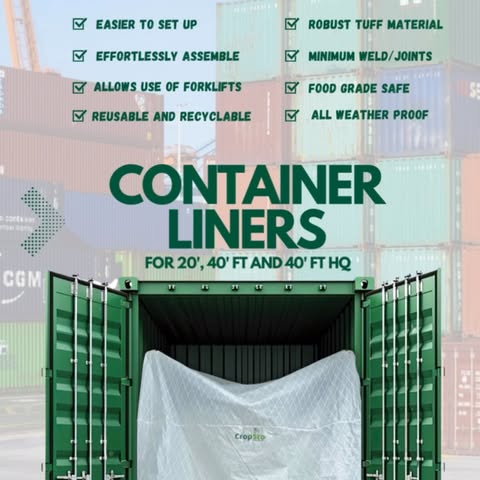 EASIER TO SET UP
EFFORTLESSLY ASSEMBLE
ALLOWS USE OF FORKLIFTS
REUSABLE AND RECYCLABLE
ROBUST TUFF MATERIAL
MINIMUM WELD/JOINTS
FOOD GRADE SAFE
ALL WEATHER PROOF
CONTAINER
LINERS
FOR 20', 40' FT AND 40' FT HQ
CGM
CropSto